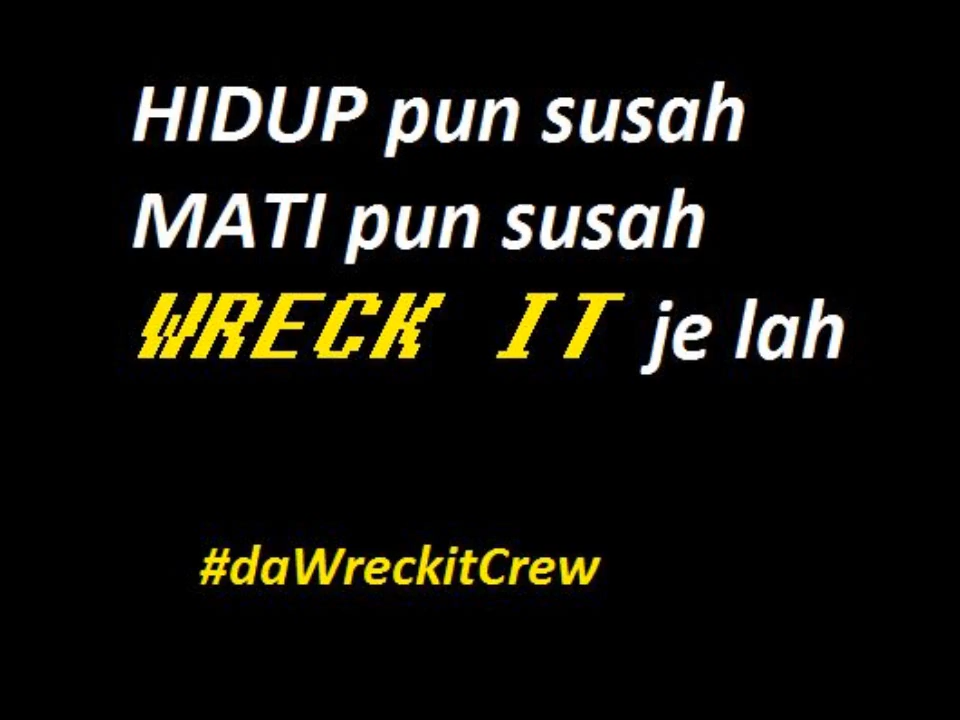 HIDUP pun susah
MATI pun susah
WRECK IT je lah
#daWreckitCrew